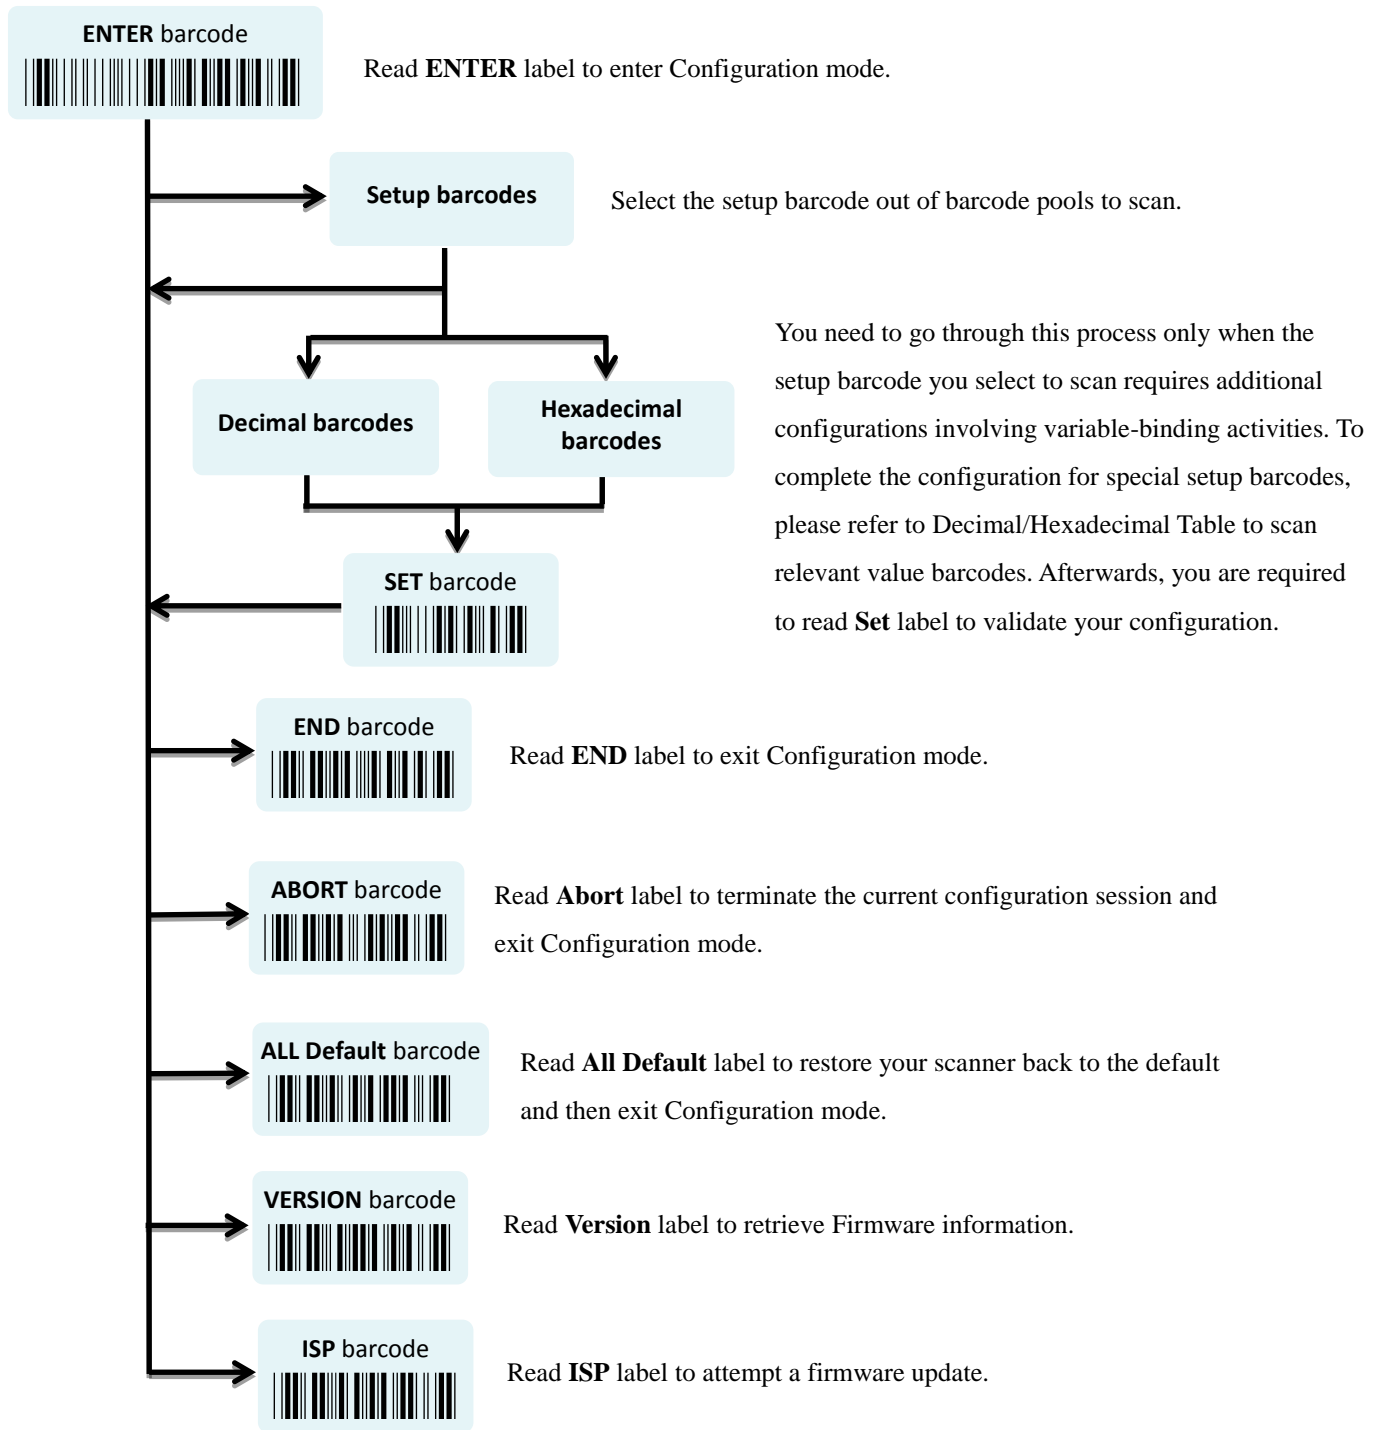 ENTER barcode
Read ENTER label to enter Configuration mode.
Setup barcodes
Select the setup barcode out of barcode pools to scan.
You need to go through this process only when the
setup barcode you select to scan requires additional
configurations involving variable-binding activities. To
complete the configuration for special setup barcodes,
please refer to Decimal/Hexadecimal Table to scan
relevant value barcodes. Afterwards, you are required
to read Set label to validate your configuration.
Decimal barcodes
Hexadecimal
barcodes
SET barcode
END barcode
Read END label to exit Configuration mode.
ABORT barcode
Read Abort label to terminate the current configuration session and
exit Configuration mode.
ALL Default barcode
Read All Default label to restore your scanner back to the default
and then exit Configuration mode.
VERSION barcode
Read Version label to retrieve Firmware information.
ISP barcode
Read ISP label to attempt a firmware update.